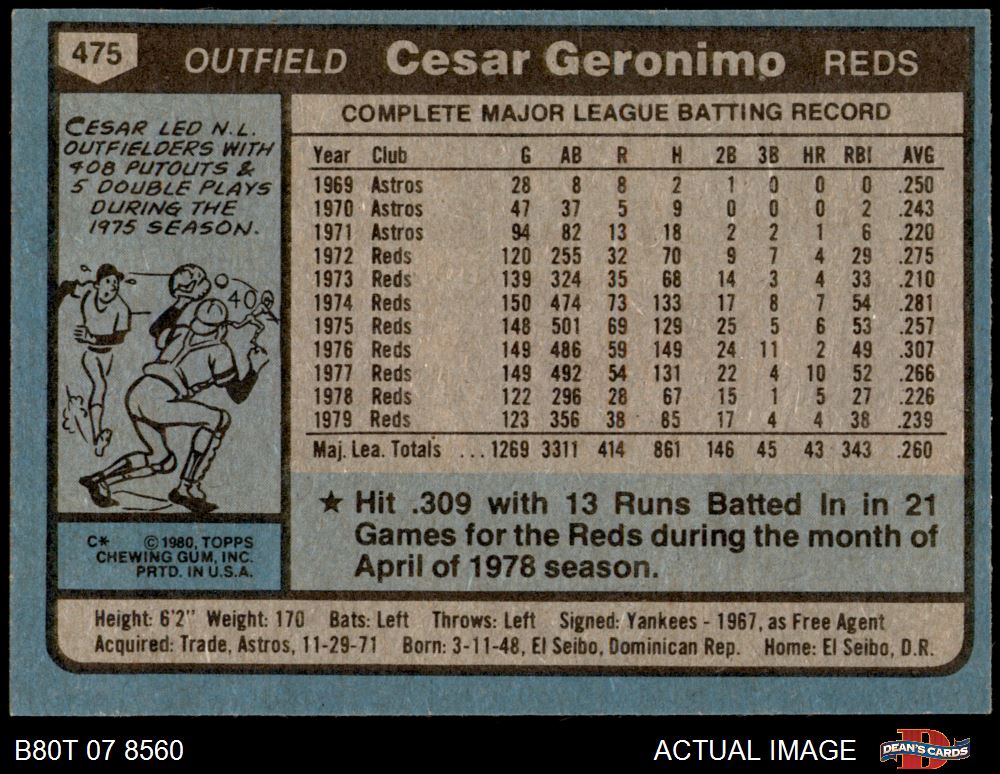 475 OUTFIELD Cesar Geronimo REDS
CESAR LED N.L.
OUTFIELDERS WITH
408 PUTOUTS &
5 DOUBLE PLAYS
DURING THE
1975 SEASON.
408
C* © 1980, TOPPS
CHEWING GUM, INC.
PRTD. IN U.S.A.
COMPLETE MAJOR LEAGUE BATTING RECORD
Year Club G AB R H 2B 3B HR RBI AVG
1969 Astros 28 8 8 2 1 0 0 0 .250
1970 Astros 47 37 5 9 0 0 0 2 .243
1971 Astros 94 82 13 18 2 2 1 6 .220
1972 Reds 120 255 32 70 9 7 4 29 .275
1973 Reds 139 324 35 68 14 3 4 33 .210
1974 Reds 150 474 73 133 17 8 7 54 .281
1975 Reds 148 501 69 129 25 5 6 53 .257
1976 Reds 149 486 59 149 24 11 2 49 .307
1977 Reds 149 492 54 131 22 4 10 52 .266
1978 Reds 122 296 28 67 15 1 5 27 .226
1979 Reds 123 356 38 85 17 4 4 38 .239
Maj. Lea. Totals ... 1269 3311 414 861 146 45 43 343 .260
★ Hit .309 with 13 Runs Batted In in 21
Games for the Reds during the month of
April of 1978 season.
Height: 6'2" Weight: 170 Bats: Left Throws: Left Signed: Yankees - 1967, as Free Agent
Acquired: Trade, Astros, 11-29-71 Born: 3-11-48, El Seibo, Dominican Rep. Home: El Seibo, D.R.
B80T 07 8560 ACTUAL IMAGE DEAN'S CARDS